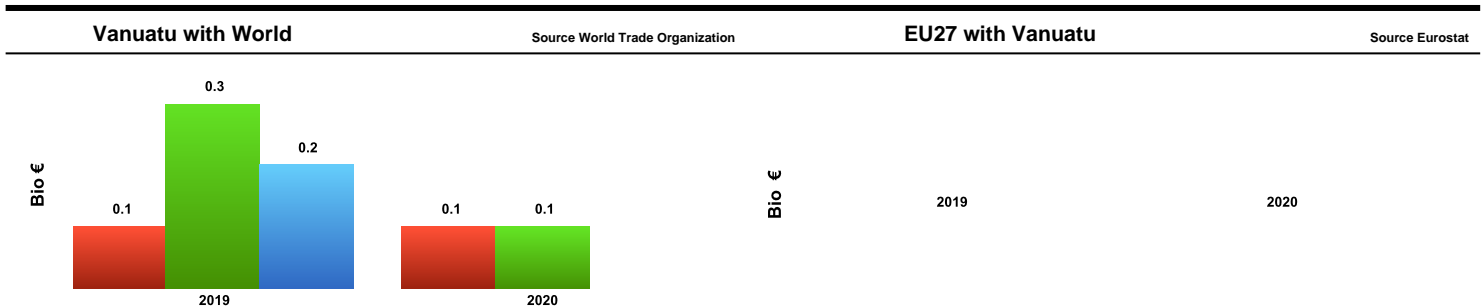 Vanuatu with World Source World Trade Organization EU27 with Vanuatu Source Eurostat
0.3
0.2
0.1 0.1 0.1
Bio € Bio €
2019 2020
2019 2020